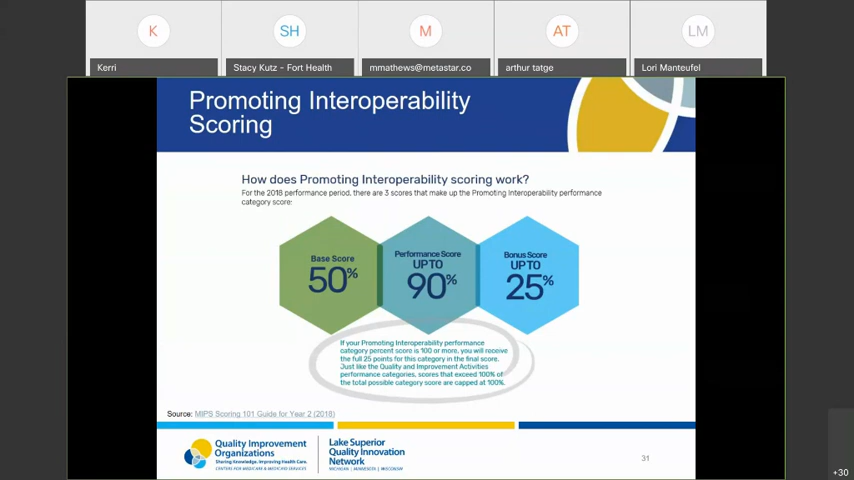 K
SH
M
AT
LM
Kerri
Stacy Kutz - Fort Health
mmathews@metastar.co
arthur tatge
Lori Manteufel
Promoting Interoperability
Scoring
How does Promoting Interoperability scoring work?
For the 2018 performance period, there are 3 scores that make up the Promoting Interoperability performance
category score:
Base Score
50%
Performance Score
UP TO
90%
Bonus Score
UP TO
25%
If your Promoting Interoperability performance
category percent score is 100 or more, you will receive
the full 25 points for this category in the final score.
Just like the Quality and Improvement Activities
performance categories, scores that exceed 100% of
the total possible category score are capped at 100%.
Source: MIPS Scoring 101 Guide for Year 2 (2018)
Quality Improvement
Organizations
Sharing Knowledge. Improving Health Care.
CENTERS FOR MEDICARE & MEDICAID SERVICES
Lake Superior
Quality Innovation
Network
MICHIGAN | MINNESOTA | WISCONSIN
31
+30